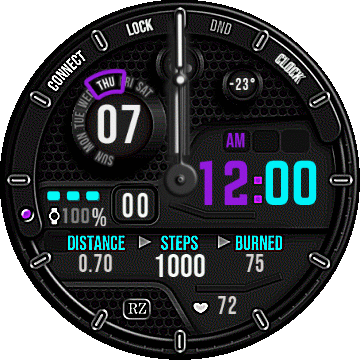 CONNECT LOCK DND CLOCK
SUN MON TUE WED THU FRI SAT
07
-23°
AM
12:00
100%
00
DISTANCE STEPS BURNED
0.70 1000 75
RZ 72